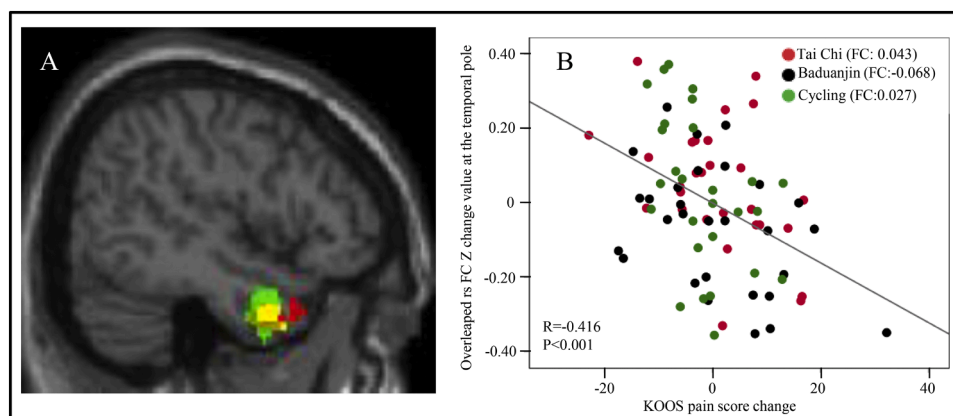 A
B
Tai Chi (FC: 0.043)
Baduanjin (FC:-0.068)
Cycling (FC:0.027)
Overleaped rs FC Z change value at the temporal pole
0.40
0.20
0
-0.20
-0.40
R=-0.416
P<0.001
-20
0
20
40
KOOS pain score change